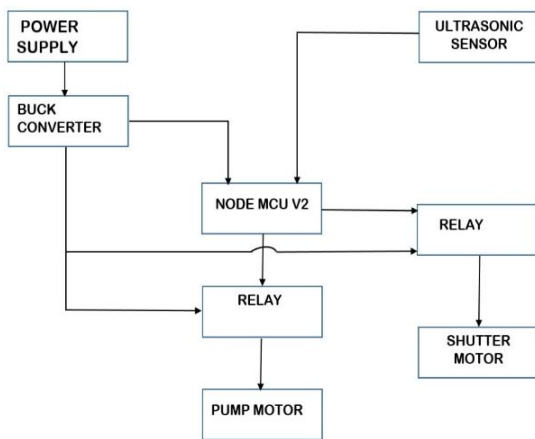 POWER
SUPPLY
ULTRASONIC
SENSOR
BUCK
CONVERTER
NODE MCU V2
RELAY
RELAY
SHUTTER
MOTOR
PUMP MOTOR